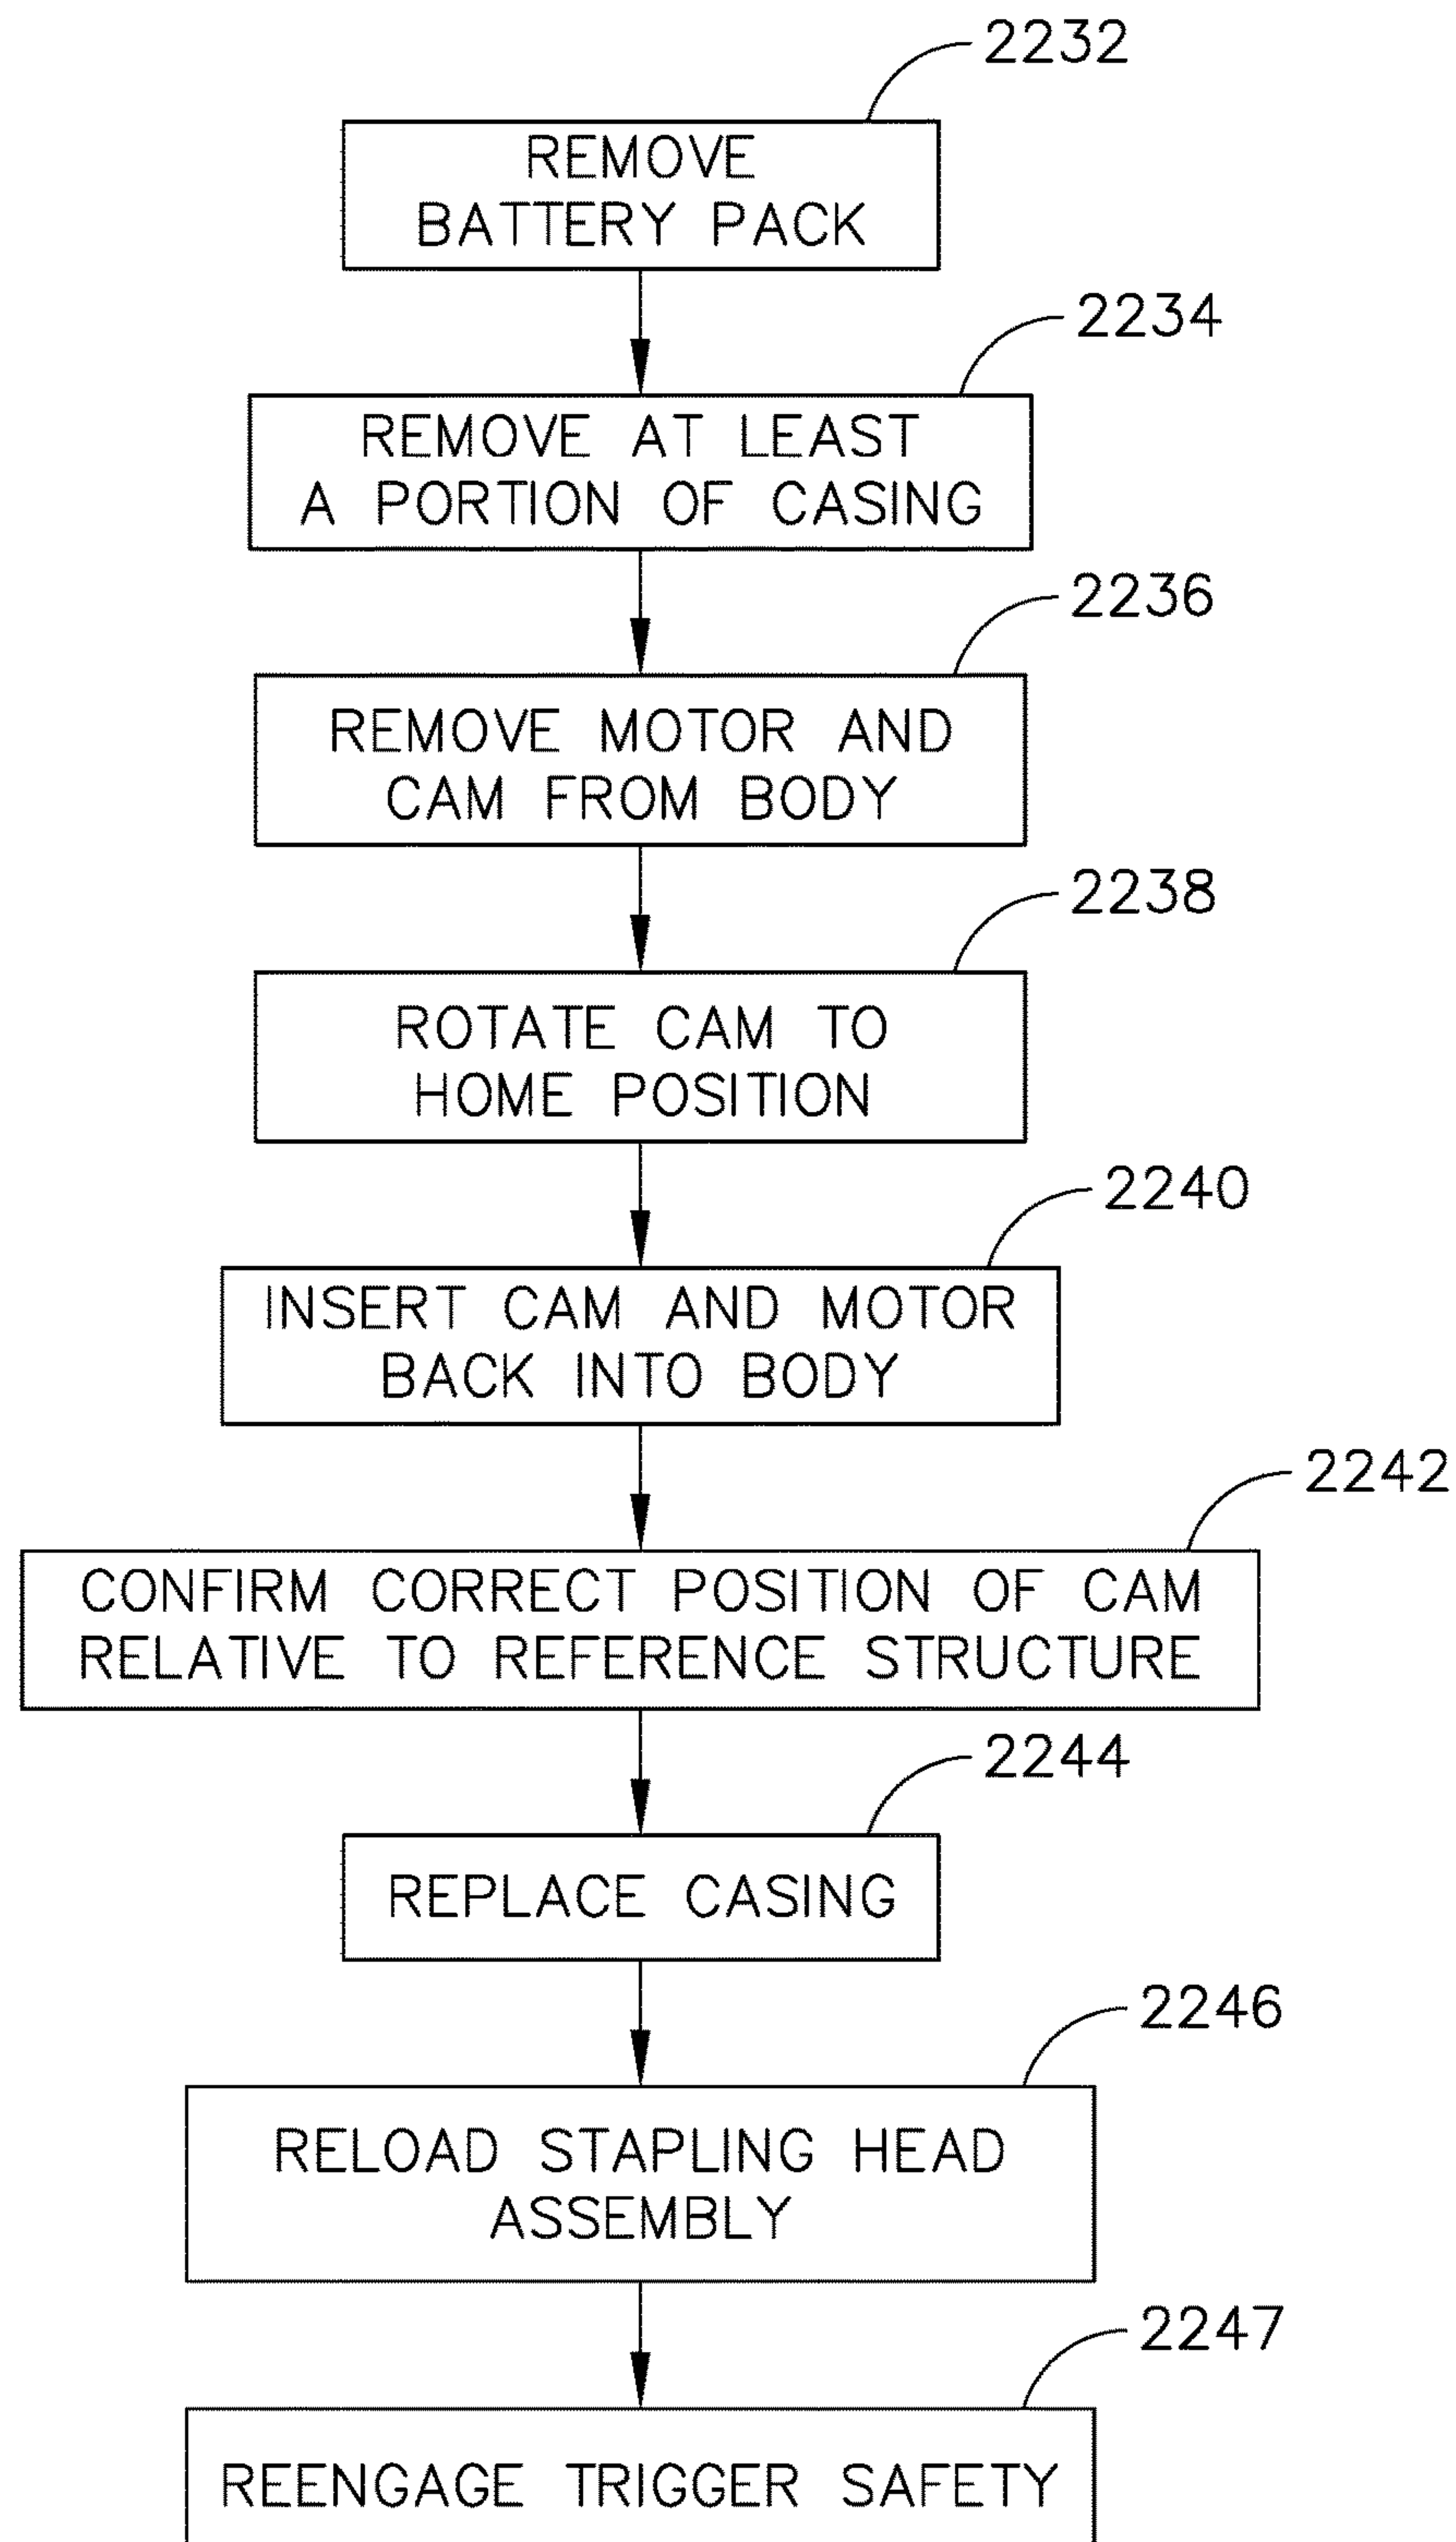 2232
REMOVE
BATTERY PACK
2234
REMOVE AT LEAST
A PORTION OF CASING
2236
REMOVE MOTOR AND
CAM FROM BODY
2238
ROTATE CAM TO
HOME POSITION
2240
INSERT CAM AND MOTOR
BACK INTO BODY
2242
CONFIRM CORRECT POSITION OF CAM
RELATIVE TO REFERENCE STRUCTURE
2244
REPLACE CASING
2246
RELOAD STAPLING HEAD
ASSEMBLY
2247
REENGAGE TRIGGER SAFETY